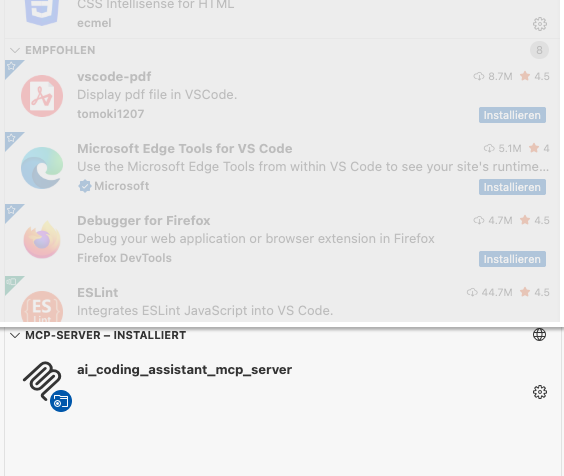 CSS Intellisense for HTML
ecmel
EMPFOHLEN
8
vscode-pdf
8.7M
4.5
Display pdf file in VSCode.
tomoki1207
Installieren
Microsoft Edge Tools for VS Code
5.1M
4
Use the Microsoft Edge Tools from within VS Code to see your site's runtime...
Microsoft
Installieren
Debugger for Firefox
4.7M
4.5
Debug your web application or browser extension in Firefox
Firefox DevTools
Installieren
ESLint
44.7M
4.5
ES
Lint
Integrates ESLint JavaScript into VS Code.
MCP-SERVER – INSTALLIERT
ai_coding_assistant_mcp_server